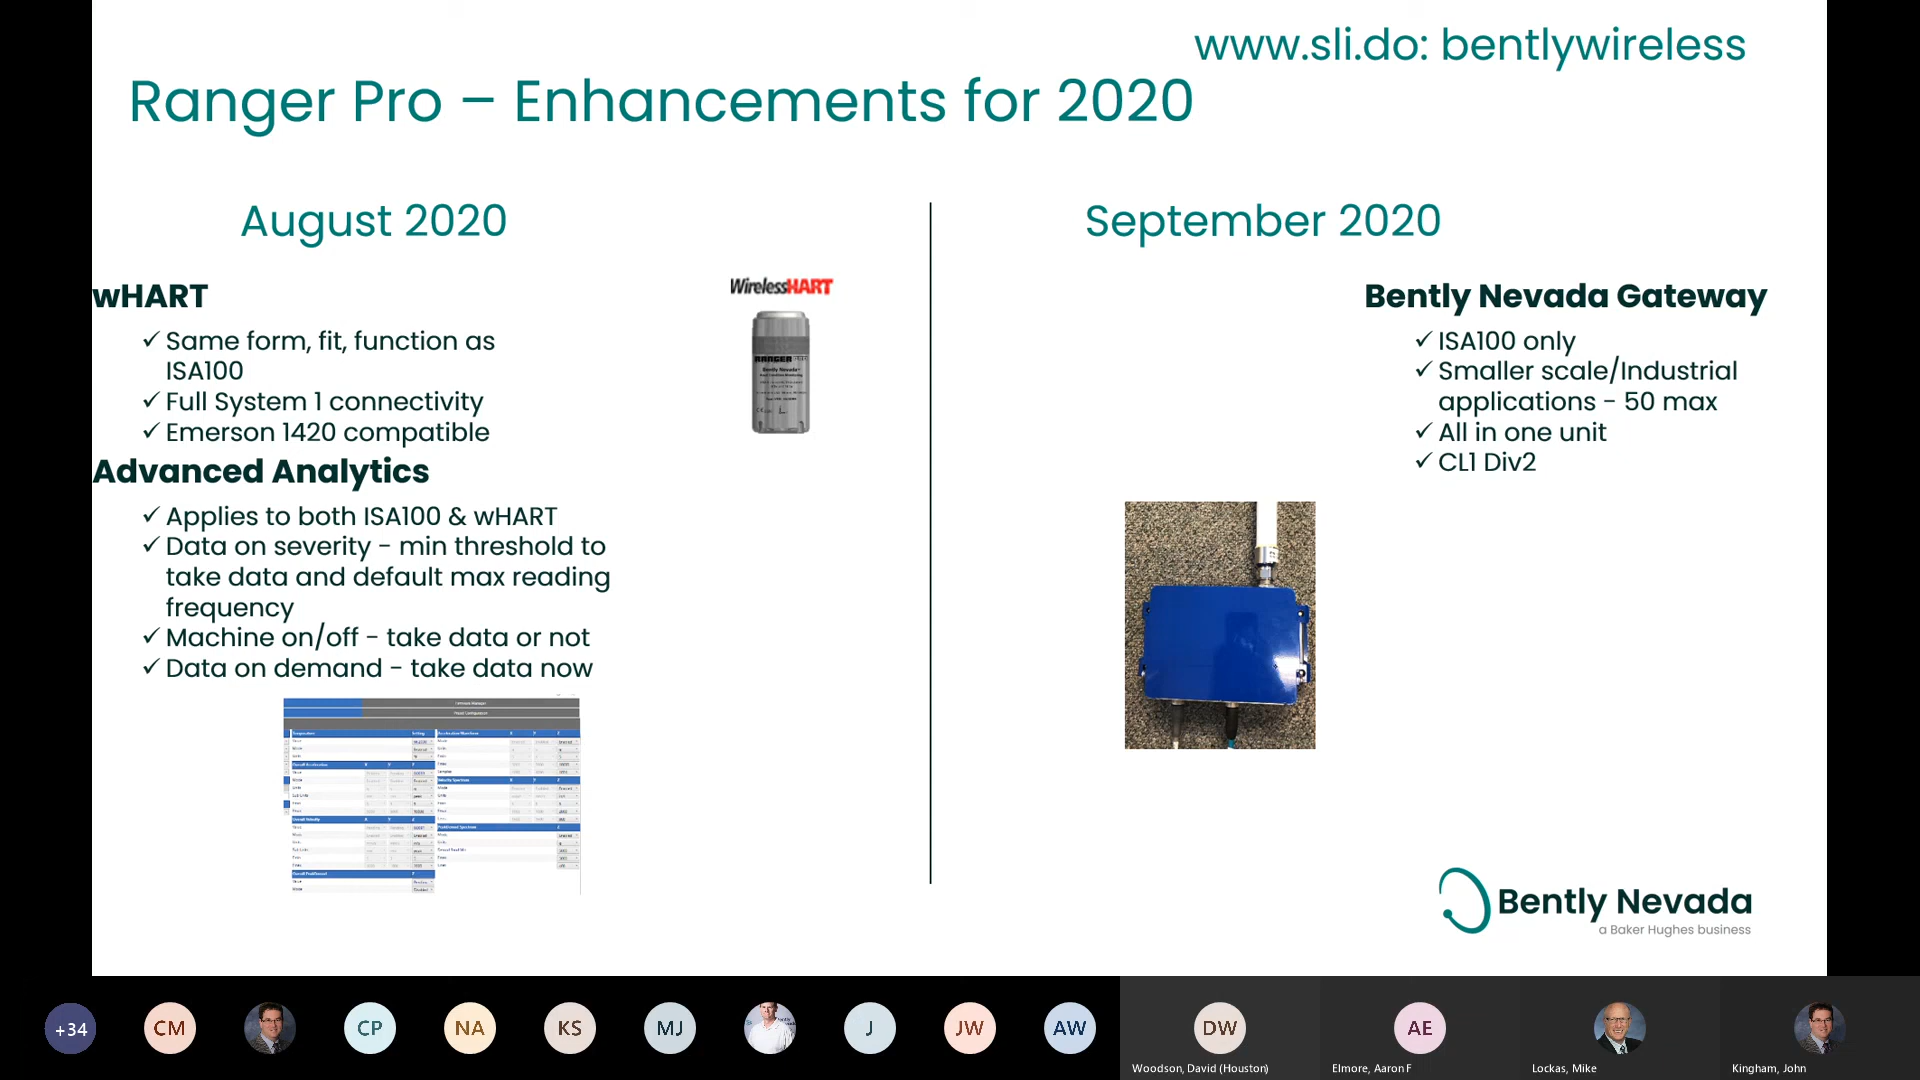 www.sli.do: bentlywireless
Ranger Pro – Enhancements for 2020
August 2020
wHART
✓ Same form, fit, function as
ISA100
✓ Full System 1 connectivity
✓ Emerson 1420 compatible
Advanced Analytics
✓ Applies to both ISA100 & wHART
✓ Data on severity – min threshold to
take data and default max reading
frequency
✓ Machine on/off – take data or not
✓ Data on demand – take data now
WirelessHART
RANGER
Bently Nevada
September 2020
Bently Nevada Gateway
✓ ISA100 only
✓ Smaller scale/Industrial
applications – 50 max
✓ All in one unit
✓ CL1 Div2
Bently Nevada
a Baker Hughes business
+34
CM
CP
NA
KS
MJ
J
JW
AW
DW
AE
Woodson, David (Houston)
Elmore, Aaron F
Lockas, Mike
Kingham, John